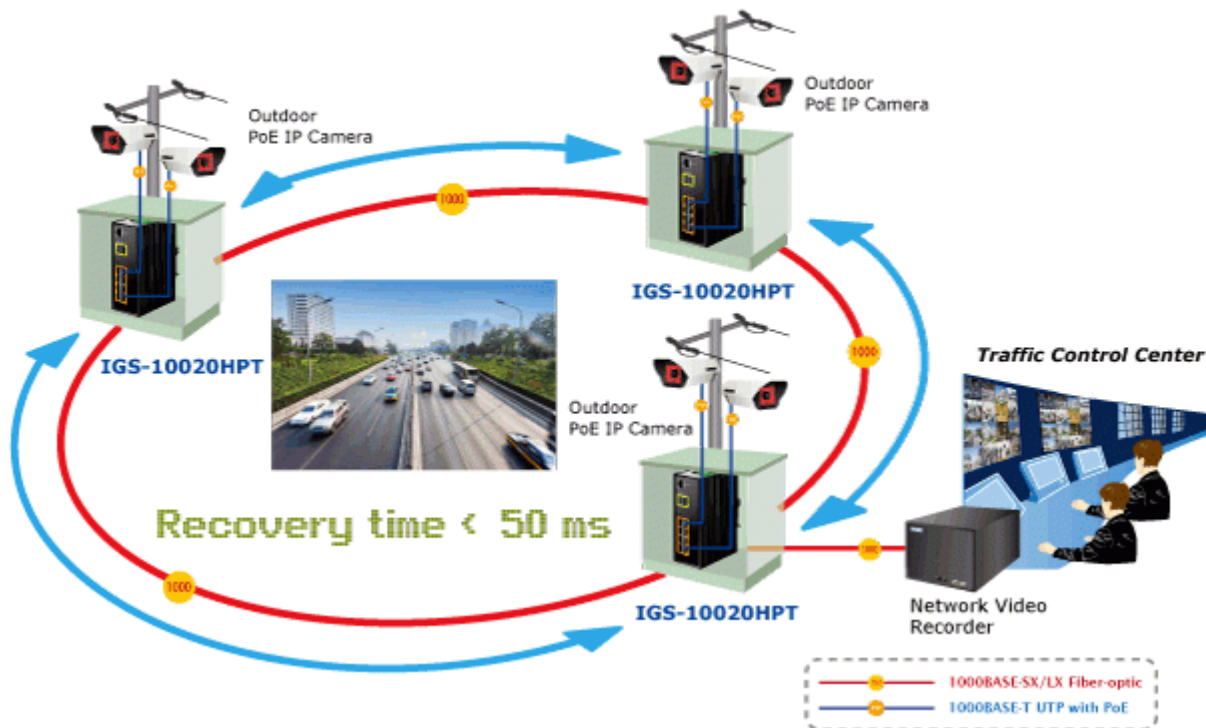 Outdoor
PoE IP Camera
Outdoor
PoE IP Camera
1000
IGS-10020HPT
IGS-10020HPT
1000
Traffic Control Center
Outdoor
PoE IP Camera
Recovery time < 50 ms
1000
1000
IGS-10020HPT
Network Video
Recorder
1000BASE-SX/LX Fiber-optic
1000BASE-T UTP with PoE